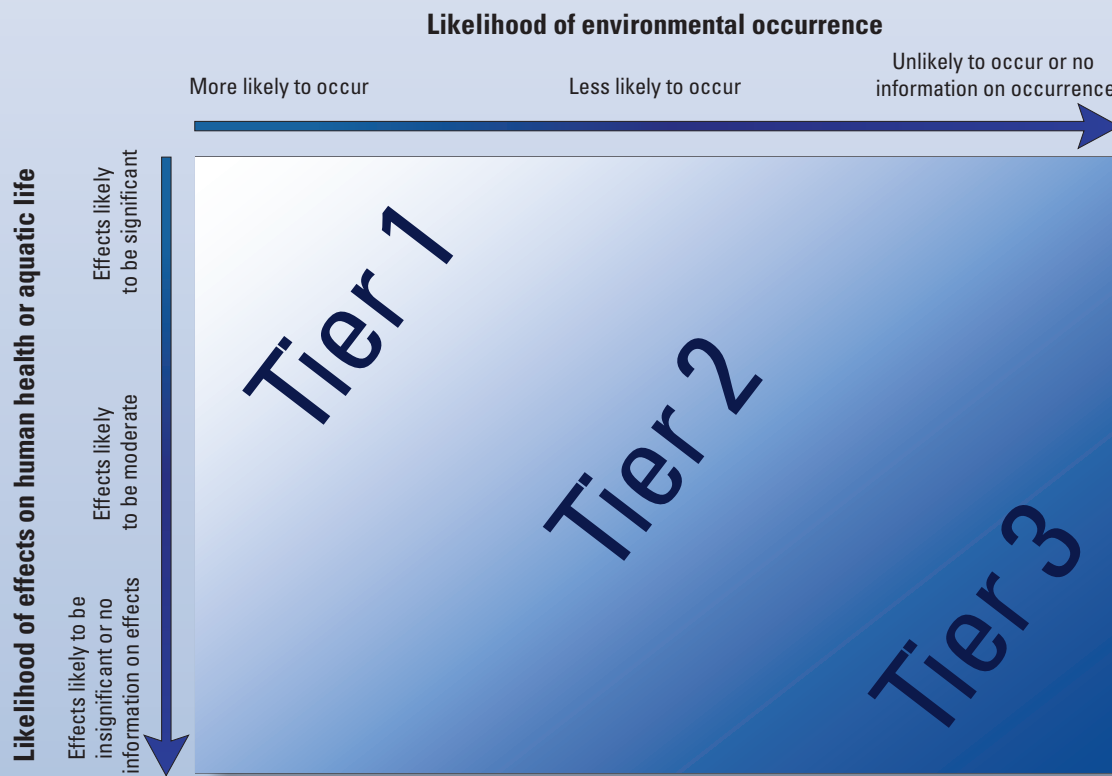 Likelihood of environmental occurrence
More likely to occur
Less likely to occur
Unlikely to occur or no
information on occurrence
Likelihood of effects on human health or aquatic life
Effects likely
to be significant
Effects likely
to be moderate
Effects likely to be
insignificant or no
information on effects
Tier 1
Tier 2
Tier 3